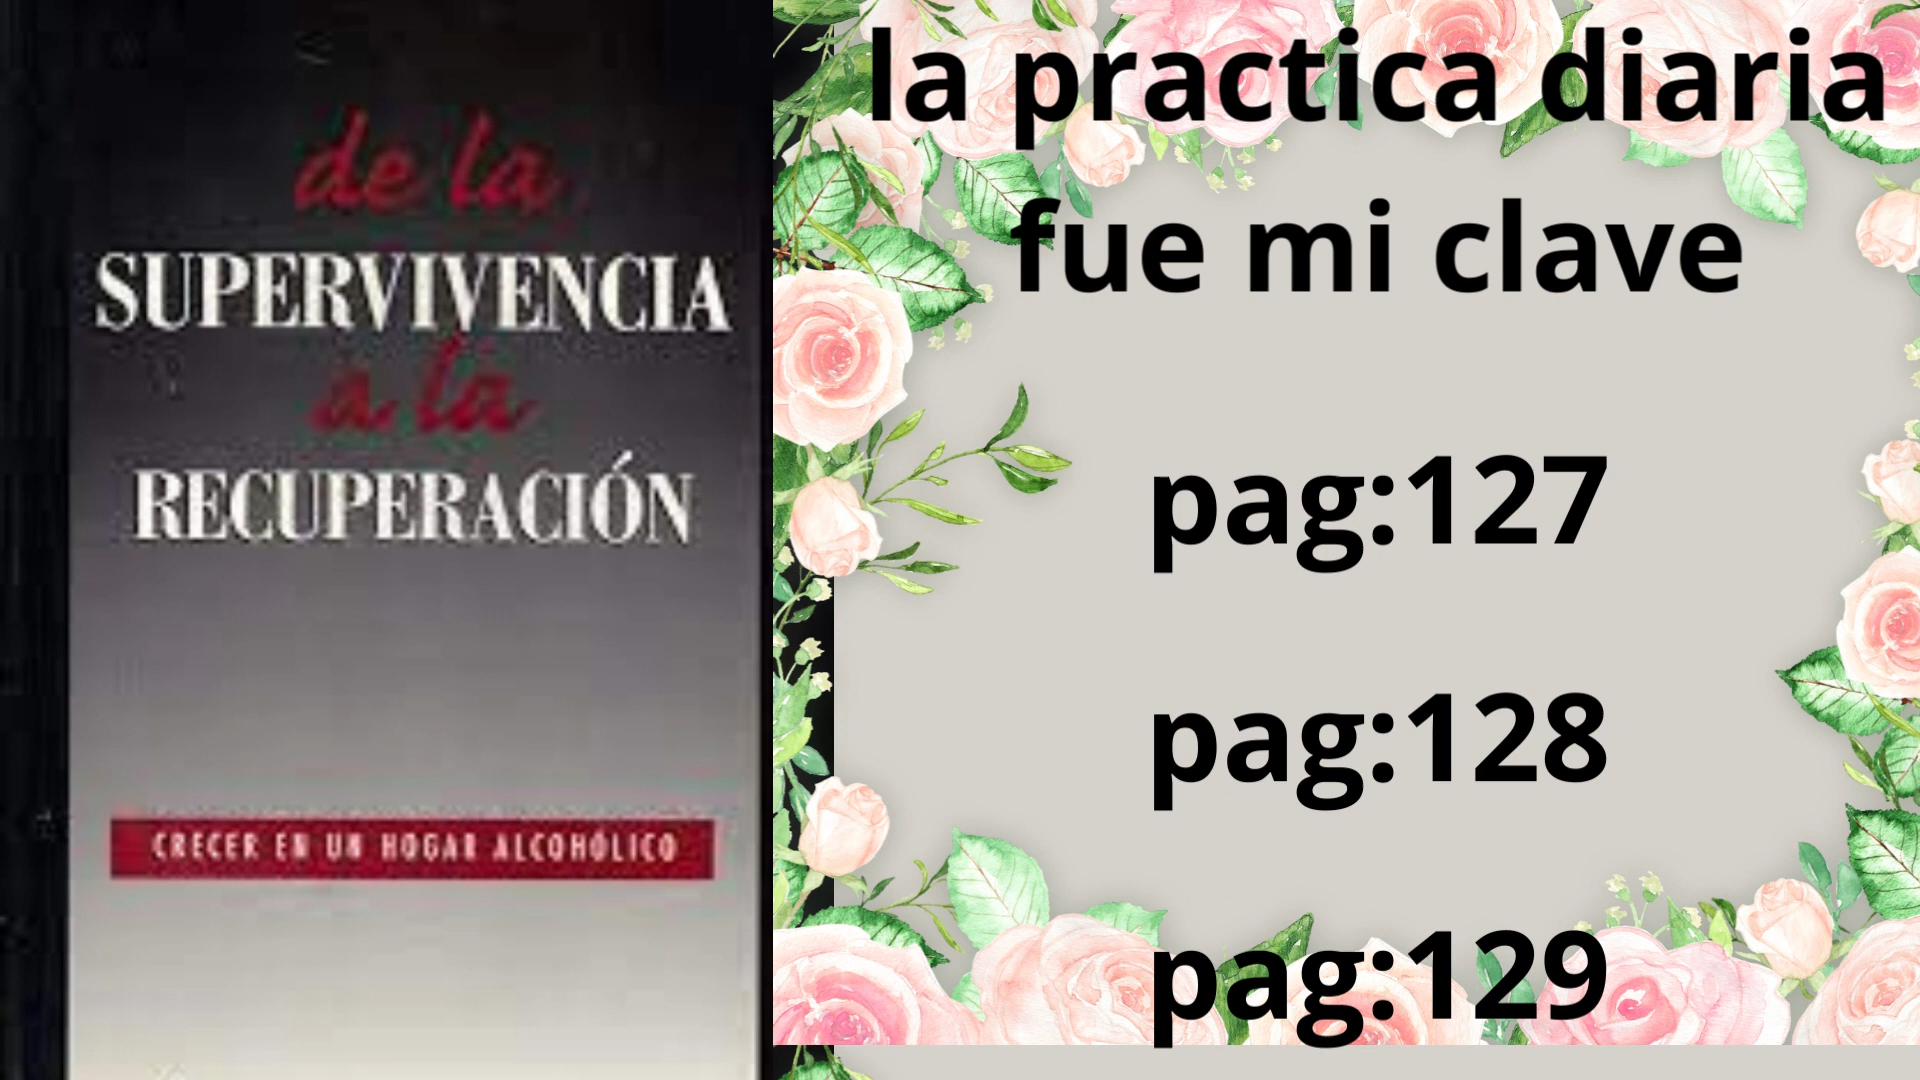 de la
SUPERVIVENCIA
a la
RECUPERACIÓN
CRECER EN UN HOGAR ALCOHÓLICO
la practica diaria
fue mi clave
pag:127
pag:128
pag:129